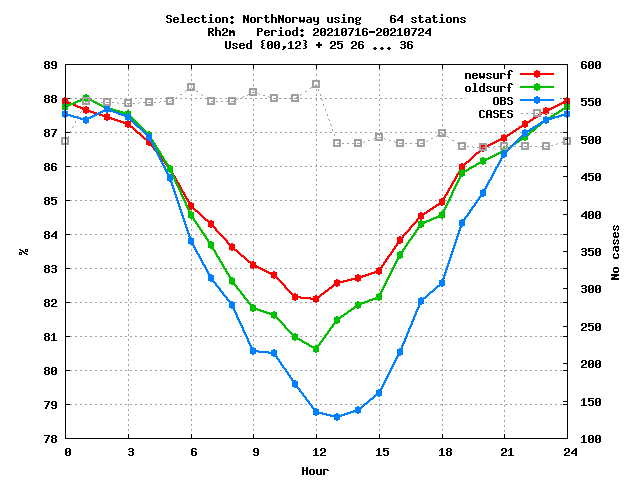 Selection: NorthNorway using    64 stations
Rh2m   Period: 20210716-20210724
Used {00,12} + 25 26 ... 36
newsurf
oldsurf
OBS
CASES
89
88
87
86
85
84
83
82
81
80
79
78
%
600
550
500
450
400
350
300
250
200
150
100
No cases
0 3 6 9 12 15 18 21 24
Hour